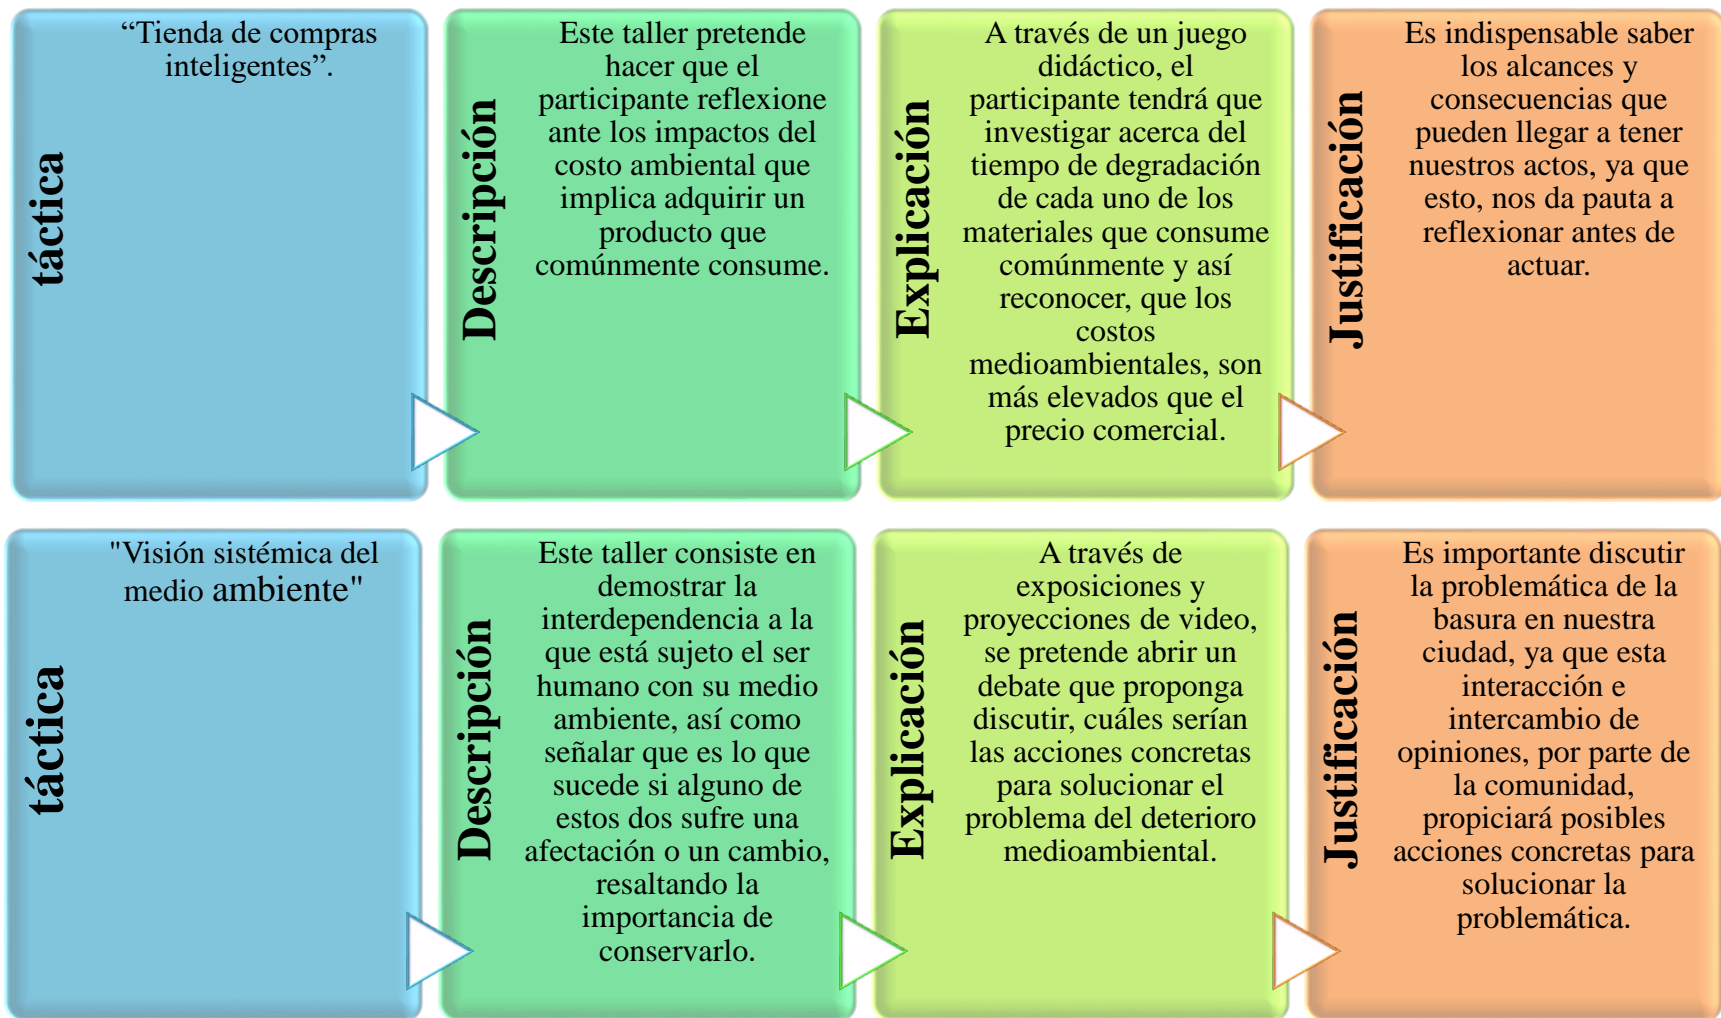 táctica
“Tienda de compras
inteligentes”.
Descripción
Este taller pretende
hacer que el
participante reflexione
ante los impactos del
costo ambiental que
implica adquirir un
producto que
comúnmente consume.
Explicación
A través de un juego
didáctico, el
participante tendrá que
investigar acerca del
tiempo de degradación
de cada uno de los
materiales que consume
comúnmente y así
reconocer, que los
costos
medioambientales, son
más elevados que el
precio comercial.
Justificación
Es indispensable saber
los alcances y
consecuencias que
pueden llegar a tener
nuestros actos, ya que
esto, nos da pauta a
reflexionar antes de
actuar.
táctica
"Visión sistémica del
medio ambiente"
Descripción
Este taller consiste en
demostrar la
interdependencia a la
que está sujeto el ser
humano con su medio
ambiente, así como
señalar que es lo que
sucede si alguno de
estos dos sufre una
afectación o un cambio,
resaltando la
importancia de
conservarlo.
Explicación
A través de
exposiciones y
proyecciones de video,
se pretende abrir un
debate que proponga
discutir, cuáles serían
las acciones concretas
para solucionar el
problema del deterioro
medioambiental.
Justificación
Es importante discutir
la problemática de la
basura en nuestra
ciudad, ya que esta
interacción e
intercambio de
opiniones, por parte de
la comunidad,
propiciará posibles
acciones concretas para
solucionar la
problemática.